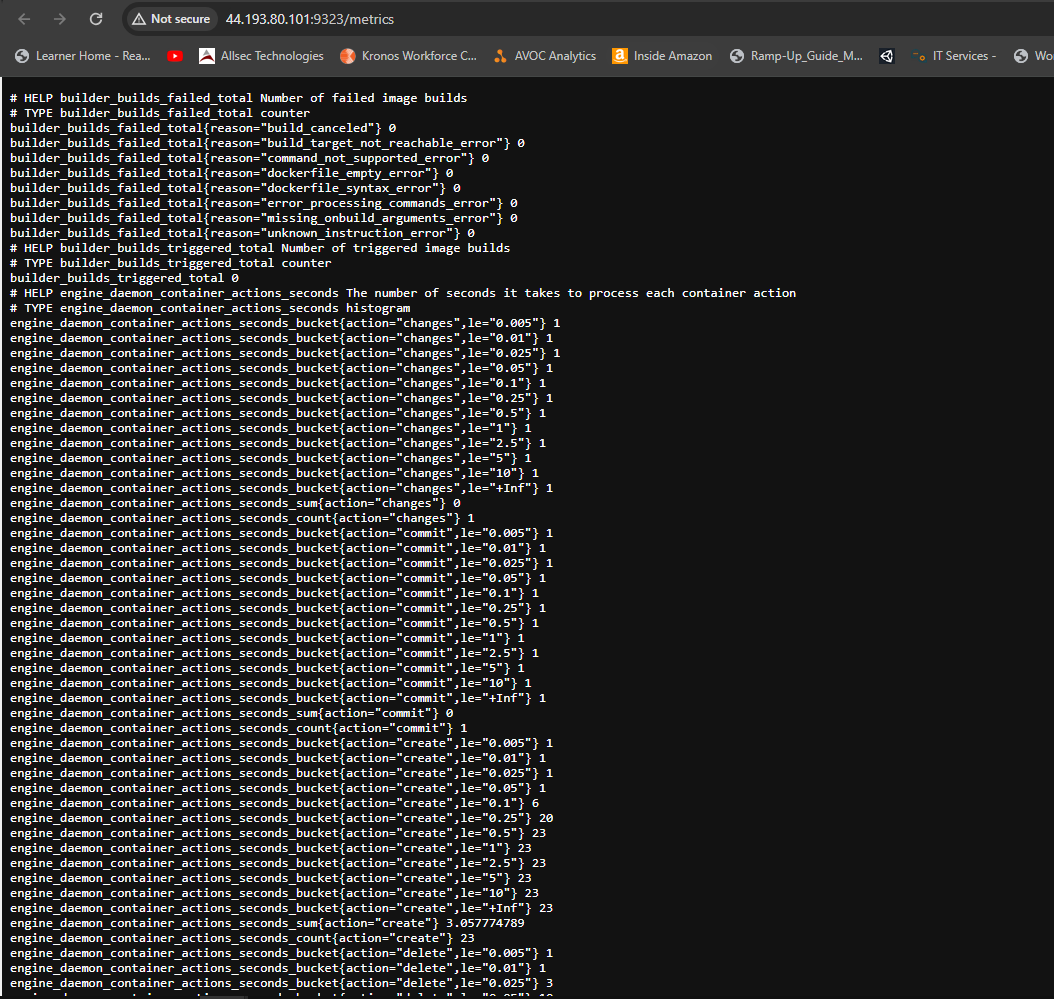 Not secure
44.193.80.101:9323/metrics
Learner Home - Rea...
Allsec Technologies
Kronos Workforce C...
AVOC Analytics
Inside Amazon
Ramp-Up_Guide_M...
IT Services -
Wo
# HELP builder_builds_failed_total Number of failed image builds
# TYPE builder_builds_failed_total counter
builder_builds_failed_total{reason="build_canceled"} 0
builder_builds_failed_total{reason="build_target_not_reachable_error"} 0
builder_builds_failed_total{reason="command_not_supported_error"} 0
builder_builds_failed_total{reason="dockerfile_empty_error"} 0
builder_builds_failed_total{reason="dockerfile_syntax_error"} 0
builder_builds_failed_total{reason="error_processing_commands_error"} 0
builder_builds_failed_total{reason="missing_onbuild_arguments_error"} 0
builder_builds_failed_total{reason="unknown_instruction_error"} 0
# HELP builder_builds_triggered_total Number of triggered image builds
# TYPE builder_builds_triggered_total counter
builder_builds_triggered_total 0
# HELP engine_daemon_container_actions_seconds The number of seconds it takes to process each container action
# TYPE engine_daemon_container_actions_seconds histogram
engine_daemon_container_actions_seconds_bucket{action="changes",le="0.005"} 1
engine_daemon_container_actions_seconds_bucket{action="changes",le="0.01"} 1
engine_daemon_container_actions_seconds_bucket{action="changes",le="0.025"} 1
engine_daemon_container_actions_seconds_bucket{action="changes",le="0.05"} 1
engine_daemon_container_actions_seconds_bucket{action="changes",le="0.1"} 1
engine_daemon_container_actions_seconds_bucket{action="changes",le="0.25"} 1
engine_daemon_container_actions_seconds_bucket{action="changes",le="0.5"} 1
engine_daemon_container_actions_seconds_bucket{action="changes",le="1"} 1
engine_daemon_container_actions_seconds_bucket{action="changes",le="2.5"} 1
engine_daemon_container_actions_seconds_bucket{action="changes",le="5"} 1
engine_daemon_container_actions_seconds_bucket{action="changes",le="10"} 1
engine_daemon_container_actions_seconds_bucket{action="changes",le="+Inf"} 1
engine_daemon_container_actions_seconds_sum{action="changes"} 0
engine_daemon_container_actions_seconds_count{action="changes"} 1
engine_daemon_container_actions_seconds_bucket{action="commit",le="0.005"} 1
engine_daemon_container_actions_seconds_bucket{action="commit",le="0.01"} 1
engine_daemon_container_actions_seconds_bucket{action="commit",le="0.025"} 1
engine_daemon_container_actions_seconds_bucket{action="commit",le="0.05"} 1
engine_daemon_container_actions_seconds_bucket{action="commit",le="0.1"} 1
engine_daemon_container_actions_seconds_bucket{action="commit",le="0.25"} 1
engine_daemon_container_actions_seconds_bucket{action="commit",le="0.5"} 1
engine_daemon_container_actions_seconds_bucket{action="commit",le="1"} 1
engine_daemon_container_actions_seconds_bucket{action="commit",le="2.5"} 1
engine_daemon_container_actions_seconds_bucket{action="commit",le="5"} 1
engine_daemon_container_actions_seconds_bucket{action="commit",le="10"} 1
engine_daemon_container_actions_seconds_bucket{action="commit",le="+Inf"} 1
engine_daemon_container_actions_seconds_sum{action="commit"} 0
engine_daemon_container_actions_seconds_count{action="commit"} 1
engine_daemon_container_actions_seconds_bucket{action="create",le="0.005"} 1
engine_daemon_container_actions_seconds_bucket{action="create",le="0.01"} 1
engine_daemon_container_actions_seconds_bucket{action="create",le="0.025"} 1
engine_daemon_container_actions_seconds_bucket{action="create",le="0.05"} 1
engine_daemon_container_actions_seconds_bucket{action="create",le="0.1"} 6
engine_daemon_container_actions_seconds_bucket{action="create",le="0.25"} 20
engine_daemon_container_actions_seconds_bucket{action="create",le="0.5"} 23
engine_daemon_container_actions_seconds_bucket{action="create",le="1"} 23
engine_daemon_container_actions_seconds_bucket{action="create",le="2.5"} 23
engine_daemon_container_actions_seconds_bucket{action="create",le="5"} 23
engine_daemon_container_actions_seconds_bucket{action="create",le="10"} 23
engine_daemon_container_actions_seconds_bucket{action="create",le="+Inf"} 23
engine_daemon_container_actions_seconds_sum{action="create"} 3.057774789
engine_daemon_container_actions_seconds_count{action="create"} 23
engine_daemon_container_actions_seconds_bucket{action="delete",le="0.005"} 1
engine_daemon_container_actions_seconds_bucket{action="delete",le="0.01"} 1
engine_daemon_container_actions_seconds_bucket{action="delete",le="0.025"} 3